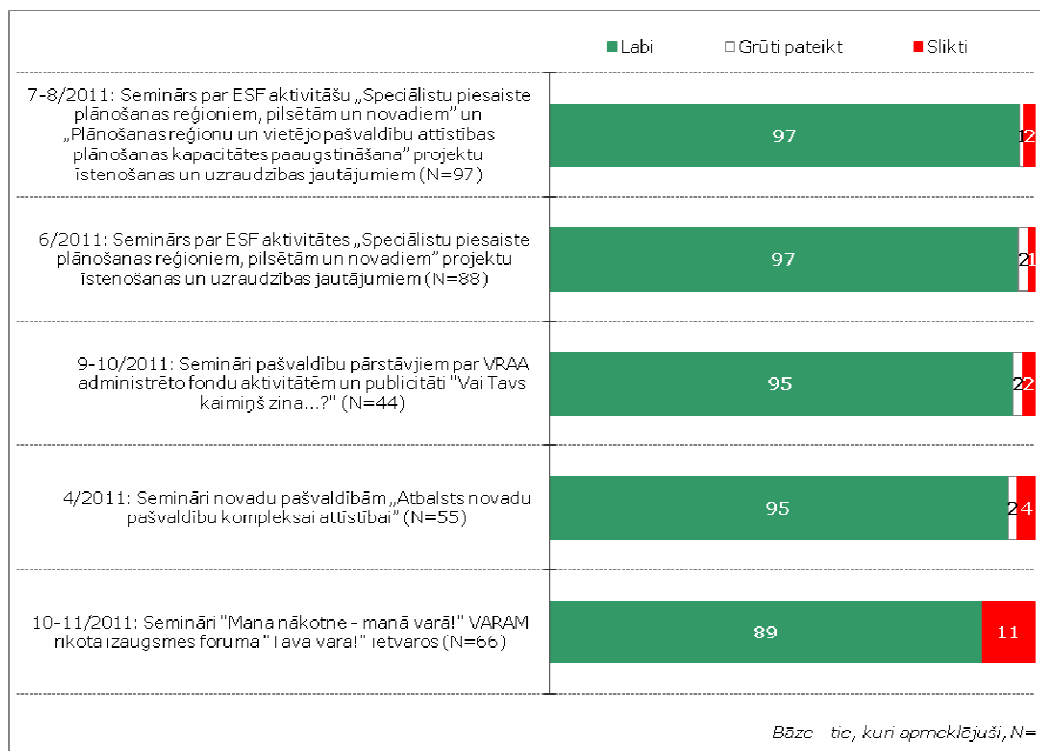 Labi Grūti pateikt Slikti
7-8/2011: Seminārs par ESF aktivitāšu „Speciālistu piesaiste
plānošanas reģioniem, pilsētām un novadiem” un
„Plānošanas reģionu un vietējo pašvaldību attīstības
plānošanas kapacitātes paaugstināšana” projektu
īstenošanas un uzraudzības jautājumiem (N=97)
97 1 2
6/2011: Seminārs par ESF aktivitātes „Speciālistu piesaiste
plānošanas reģioniem, pilsētām un novadiem” projektu
īstenošanas un uzraudzības jautājumiem (N=88)
97 2 1
9-10/2011: Semināri pašvaldību pārstāvjiem par VRAA
administrēto fondu aktivitātēm un publicitāti "Vai Tavs
kaimiņš zina...?" (N=44)
95 2 2
4/2011: Semināri novadu pašvaldībām „Atbalsts novadu
pašvaldību kompleksai attīstībai” (N=55)
95 2 4
10-11/2011: Semināri "Mana nākotne - manā varā!" VARAM
rīkotā izaugsmes foruma "Tava vara!" ietvaros (N=66)
89 11
Bāze tie, kuri apmeklējuši, N=